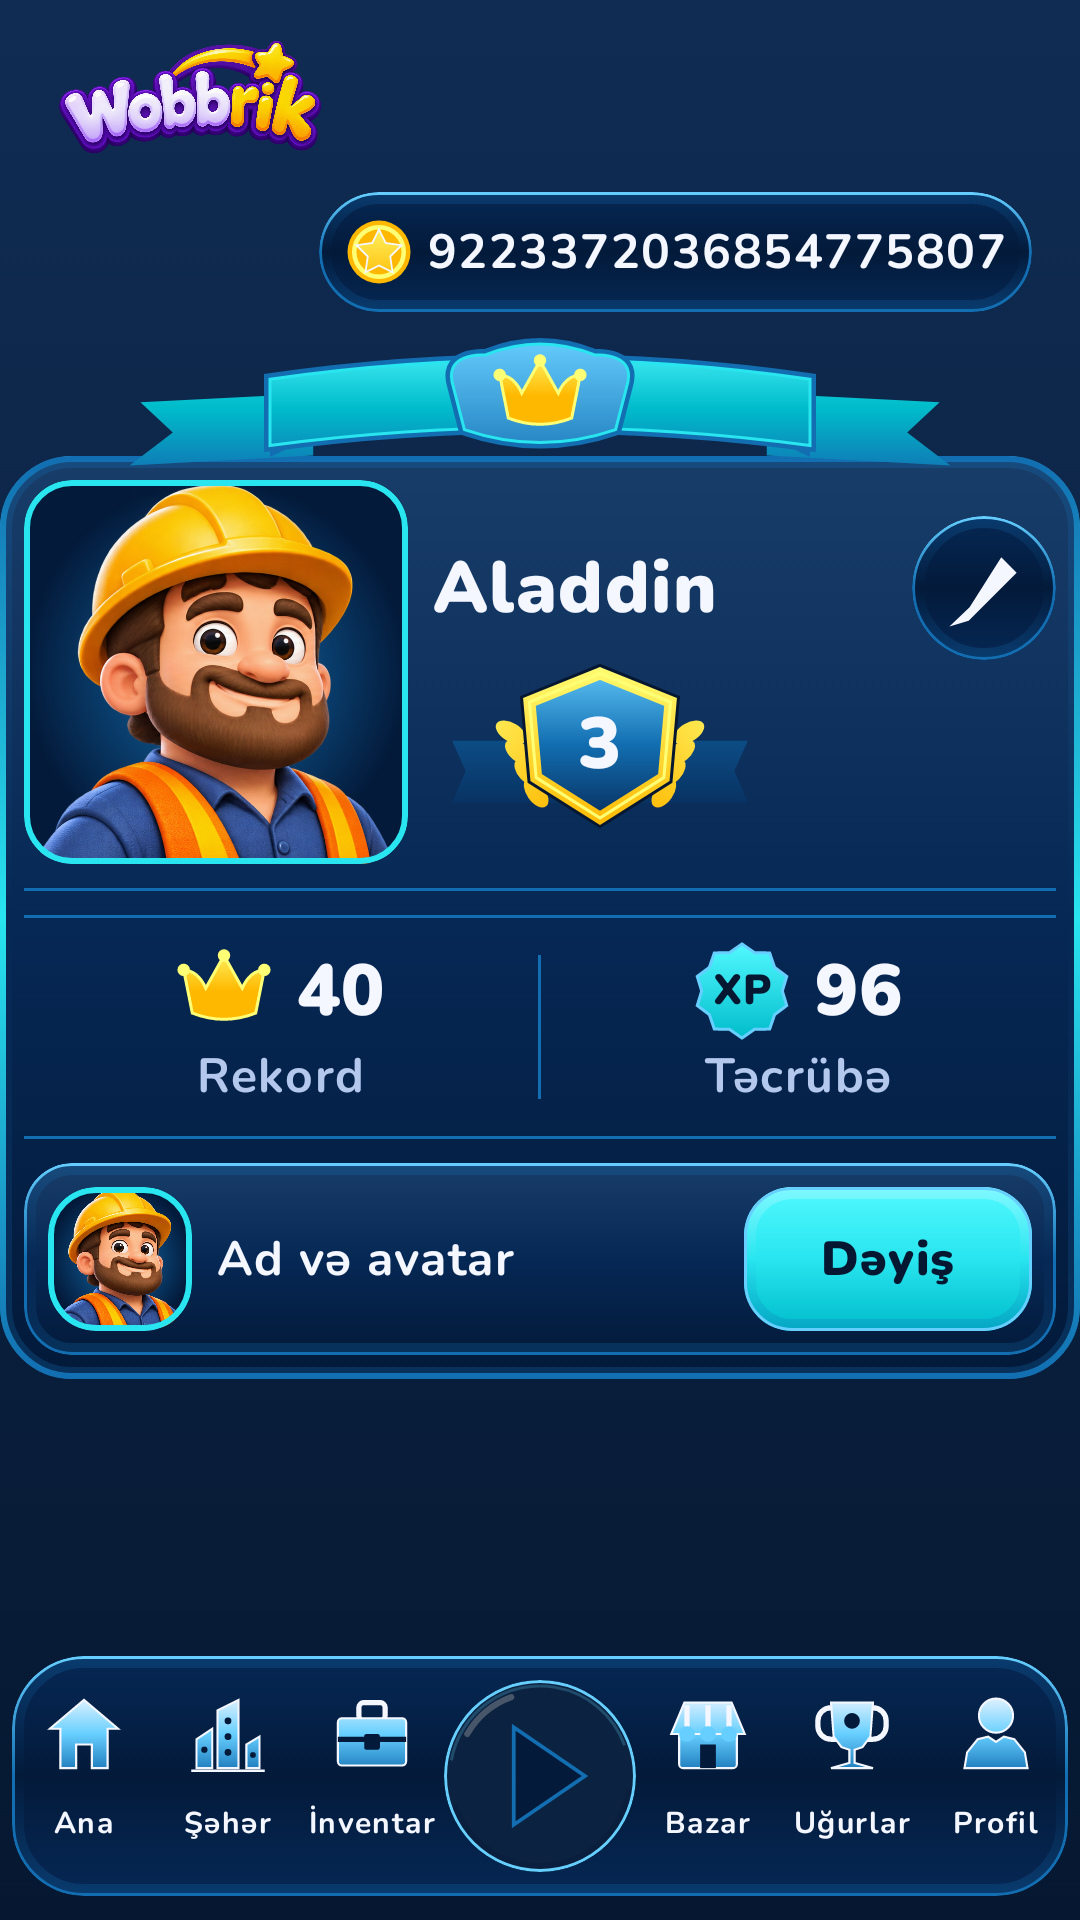 Wobbrik
9223372036854775807
Aladdin
3
40
XP 96
Rekord
Təcrübə
Ad və avatar
Dəyiş
Ana
Şəhər
İnventar
Bazar
Uğurlar
Profil